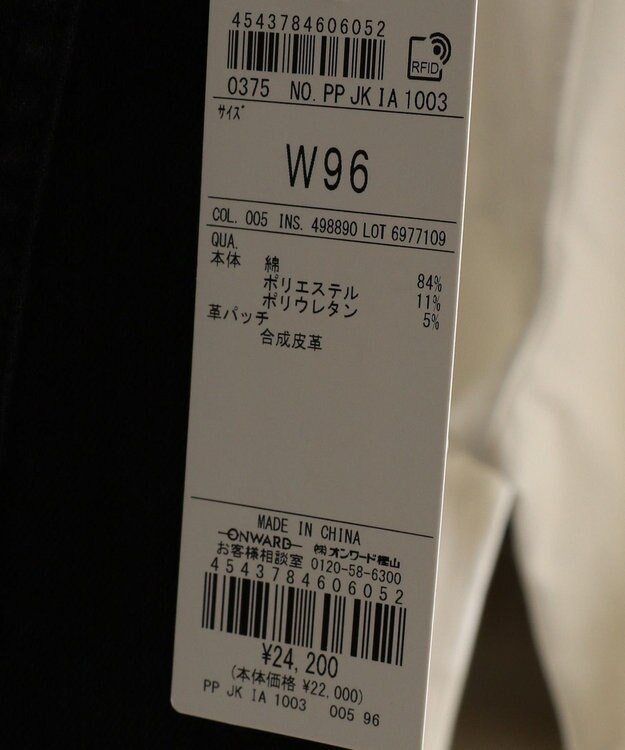 4543784606052
RFID
0375 NO. PP JK IA 1003
サイズ
W96
COL. 005 INS. 498890 LOT 6977109
QUA.
本体 綿 84%
ポリエステル 11%
ポリウレタン 5%
革パッチ
合成皮革
MADE IN CHINA
ONWARD ㈱オンワード樫山
お客様相談室 0120-58-6300
4543784606052
¥24,200
(本体価格 ¥22,000)
PP JK IA 1003 005 96